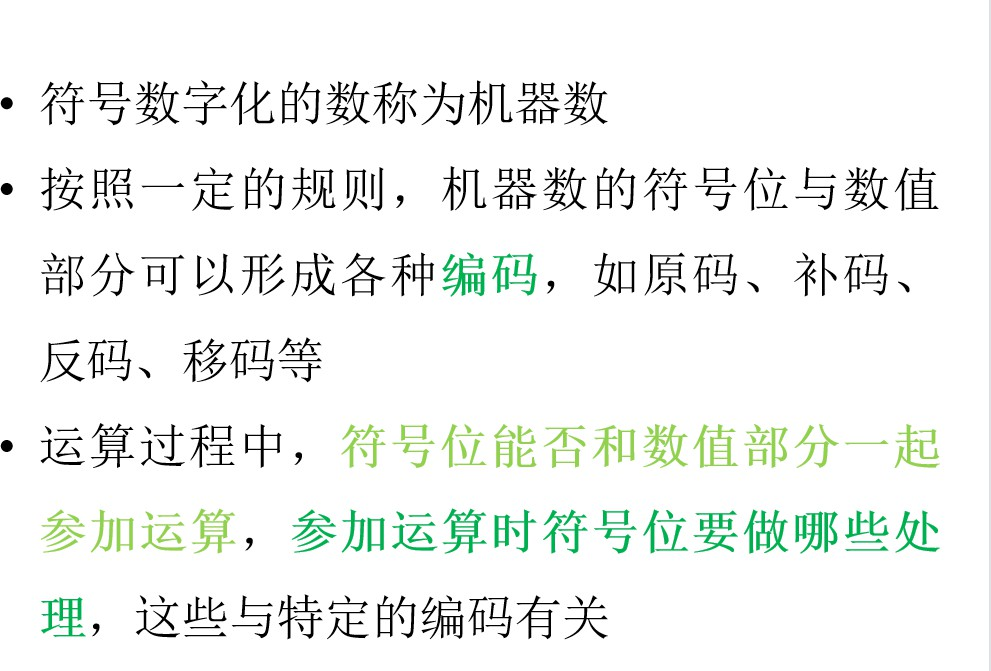 • 符号数字化的数称为机器数
• 按照一定的规则，机器数的符号位与数值
部分可以形成各种编码，如原码、补码、
反码、移码等
• 运算过程中，符号位能否和数值部分一起
参加运算，参加运算时符号位要做哪些处
理，这些与特定的编码有关